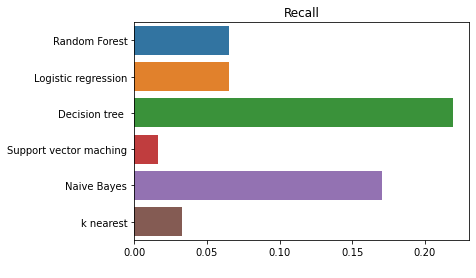 Recall
Random Forest
Logistic regression
Decision tree
Support vector maching
Naive Bayes
k nearest
0.00 0.05 0.10 0.15 0.20